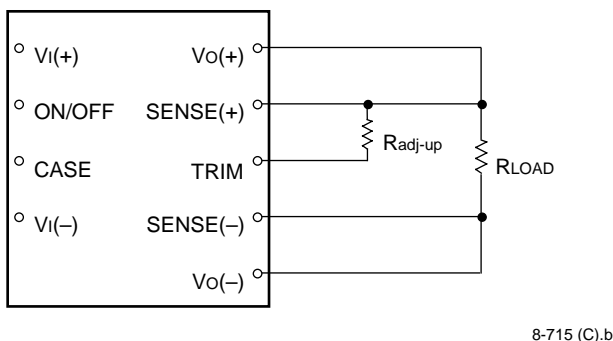 VI(+) VO(+)
ON/OFF SENSE(+)
Radj-up
CASE TRIM
RLOAD
VI(–) SENSE(–)
VO(–)
8-715 (C).b